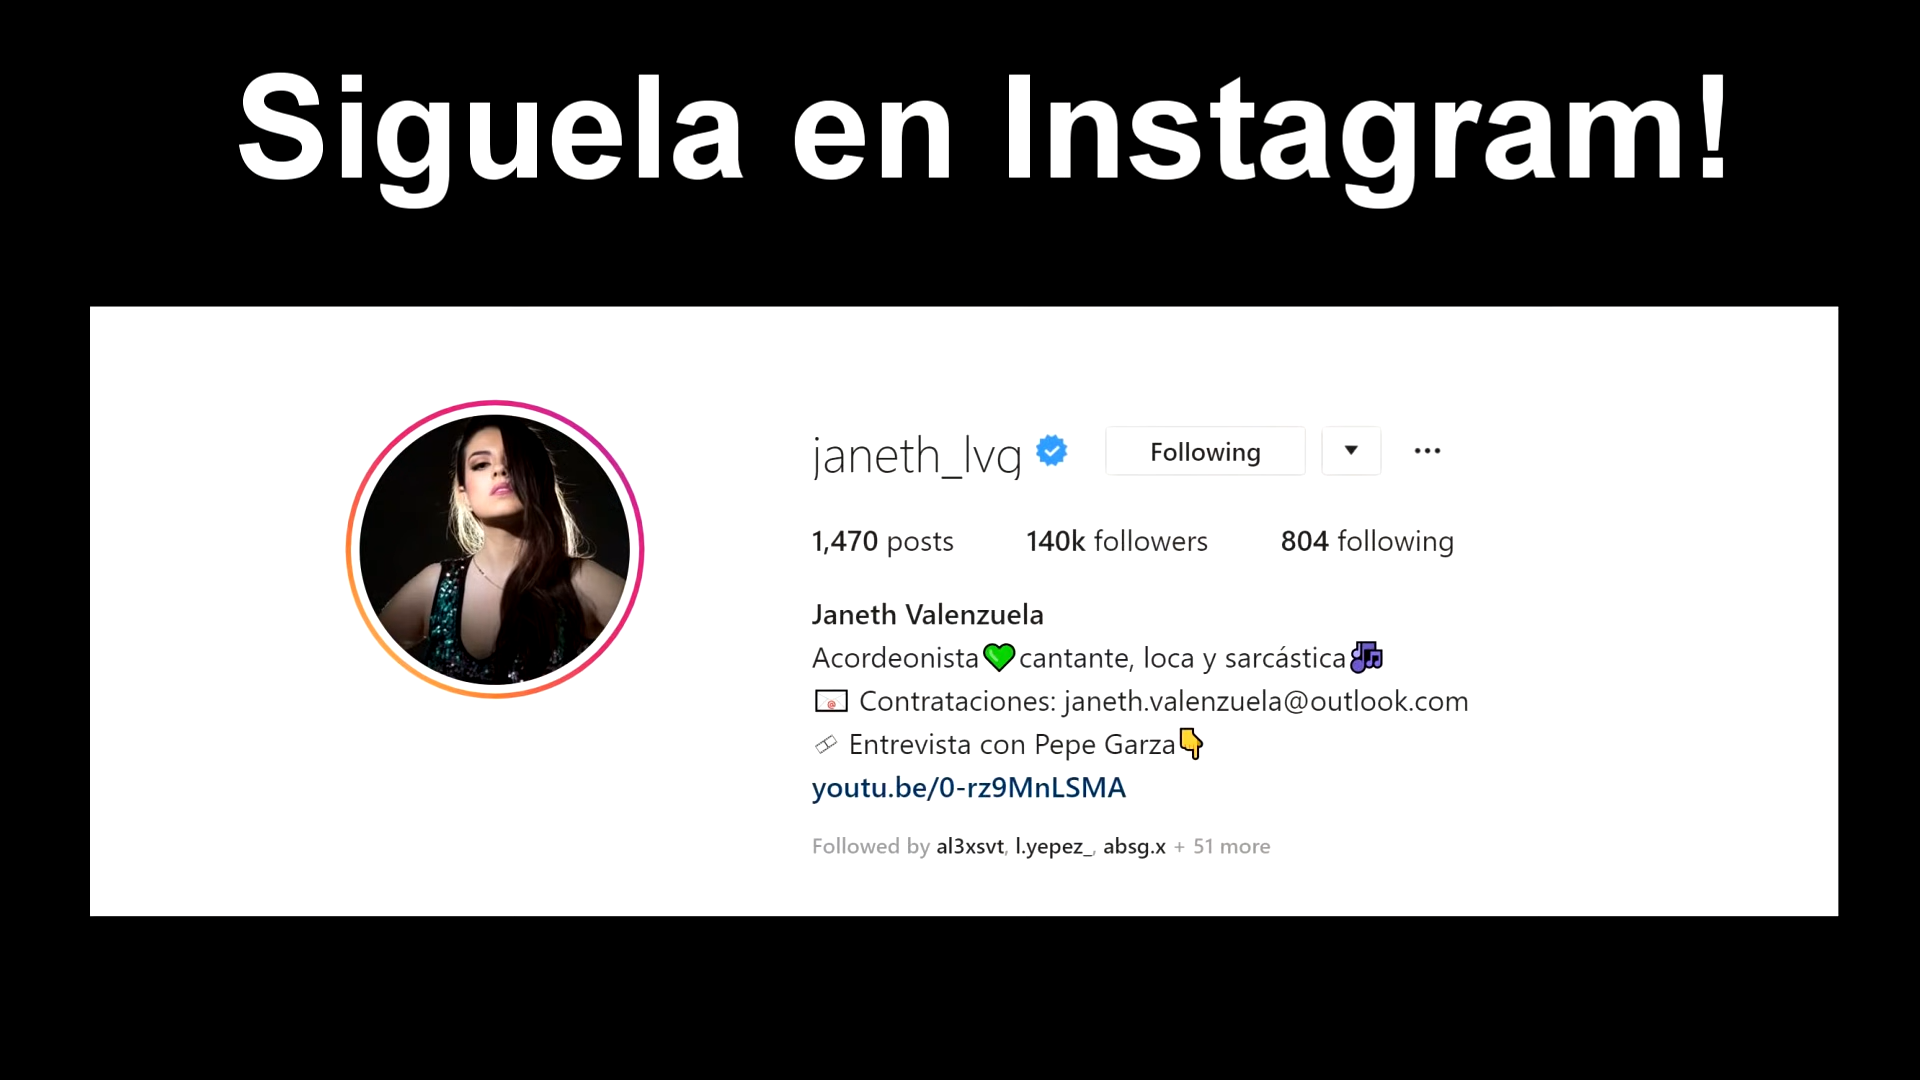 Siguela en Instagram!
janeth_lvq Following
1,470 posts 140k followers 804 following
Janeth Valenzuela
Acordeonista💚cantante, loca y sarcástica🎶
📧 Contrataciones: janeth.valenzuela@outlook.com
Entrevista con Pepe Garza👇
youtu.be/0-rz9MnLSMA
Followed by al3xsvt, l.yepez_, absg.x + 51 more